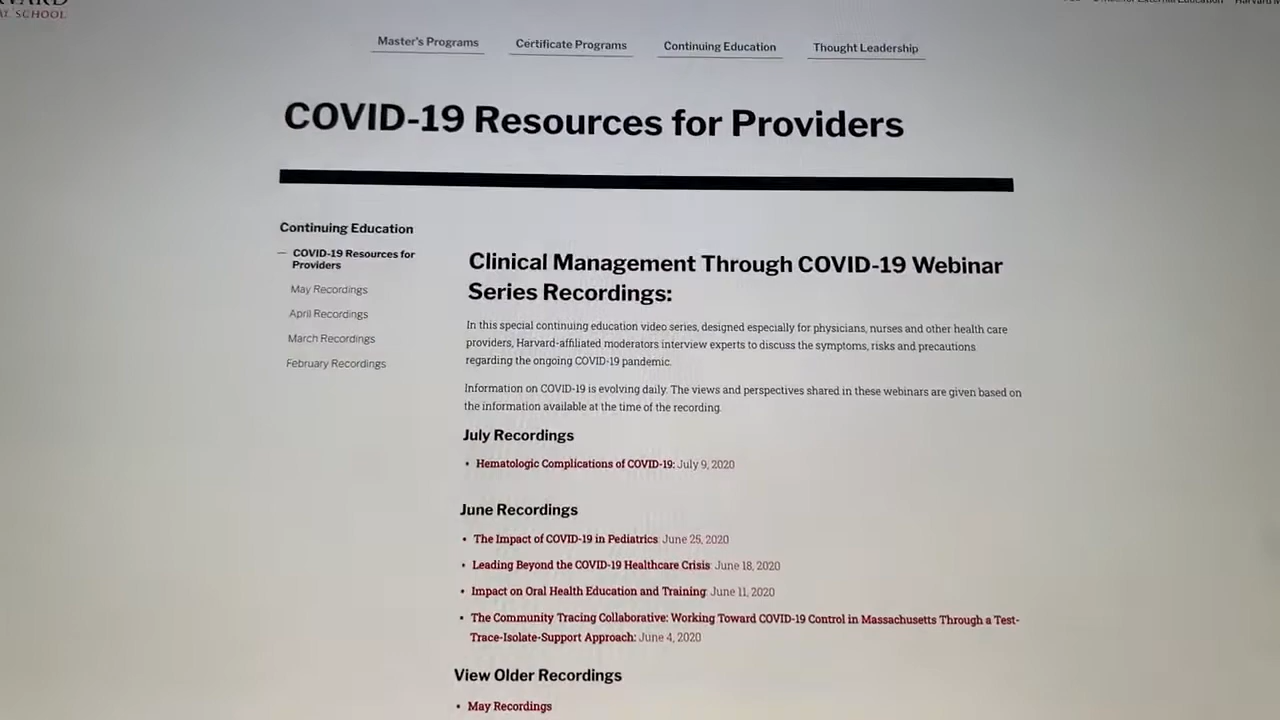 AL SCHOOL
Master's Programs
Certificate Programs
Continuing Education
Thought Leadership
COVID-19 Resources for Providers
Continuing Education
COVID-19 Resources for
Providers
May Recordings
April Recordings
March Recordings
February Recordings
Clinical Management Through COVID-19 Webinar
Series Recordings:
In this special continuing education video series, designed especially for physicians, nurses and other health care
providers, Harvard-affiliated moderators interview experts to discuss the symptoms, risks and precautions
regarding the ongoing COVID-19 pandemic.
Information on COVID-19 is evolving daily. The views and perspectives shared in these webinars are given based on
the information available at the time of the recording.
July Recordings
• Hematologic Complications of COVID-19: July 9, 2020
June Recordings
• The Impact of COVID-19 in Pediatrics: June 25, 2020
• Leading Beyond the COVID-19 Healthcare Crisis: June 18, 2020
• Impact on Oral Health Education and Training: June 11, 2020
• The Community Tracing Collaborative: Working Toward COVID-19 Control in Massachusetts Through a Test-
Trace-Isolate-Support Approach: June 4, 2020
View Older Recordings
• May Recordings